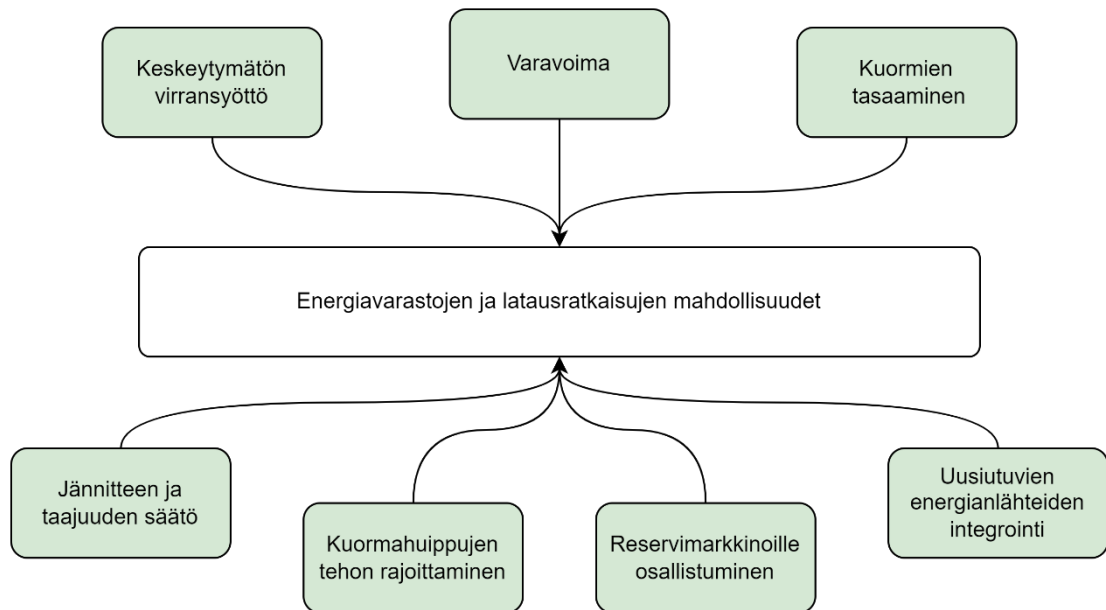 Keskeytymätön
virransyöttö
Varavoima
Kuormien
tasaaminen
Energiavarastojen ja latausratkaisujen mahdollisuudet
Jännitteen ja
taajuuden säätö
Kuormahuippujen
tehon rajoittaminen
Reservimarkkinoille
osallistuminen
Uusiutuvien
energianlähteiden
integrointi